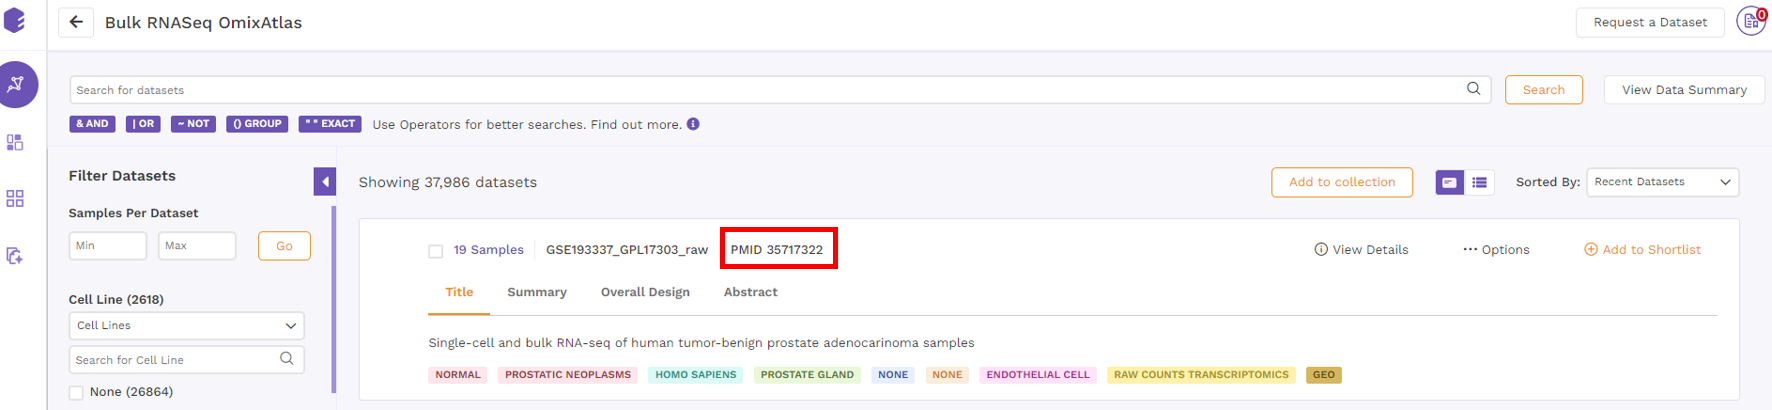 Bulk RNASeq OmixAtlas
Request a Dataset
0
Search for datasets
Search
View Data Summary
& AND
| OR
~ NOT
() GROUP
" " EXACT
Use Operators for better searches. Find out more.
Filter Datasets
Samples Per Dataset
Min
Max
Go
Cell Line (2618)
Cell Lines
Search for Cell Line
None (26864)
Showing 37,986 datasets
Add to collection
Sorted By:
Recent Datasets
19 Samples
GSE193337_GPL17303_raw
PMID 35717322
View Details
Options
Add to Shortlist
Title
Summary
Overall Design
Abstract
Single-cell and bulk RNA-seq of human tumor-benign prostate adenocarinoma samples
NORMAL
PROSTATIC NEOPLASMS
HOMO SAPIENS
PROSTATE GLAND
NONE
NONE
ENDOTHELIAL CELL
RAW COUNTS TRANSCRIPTOMICS
GEO